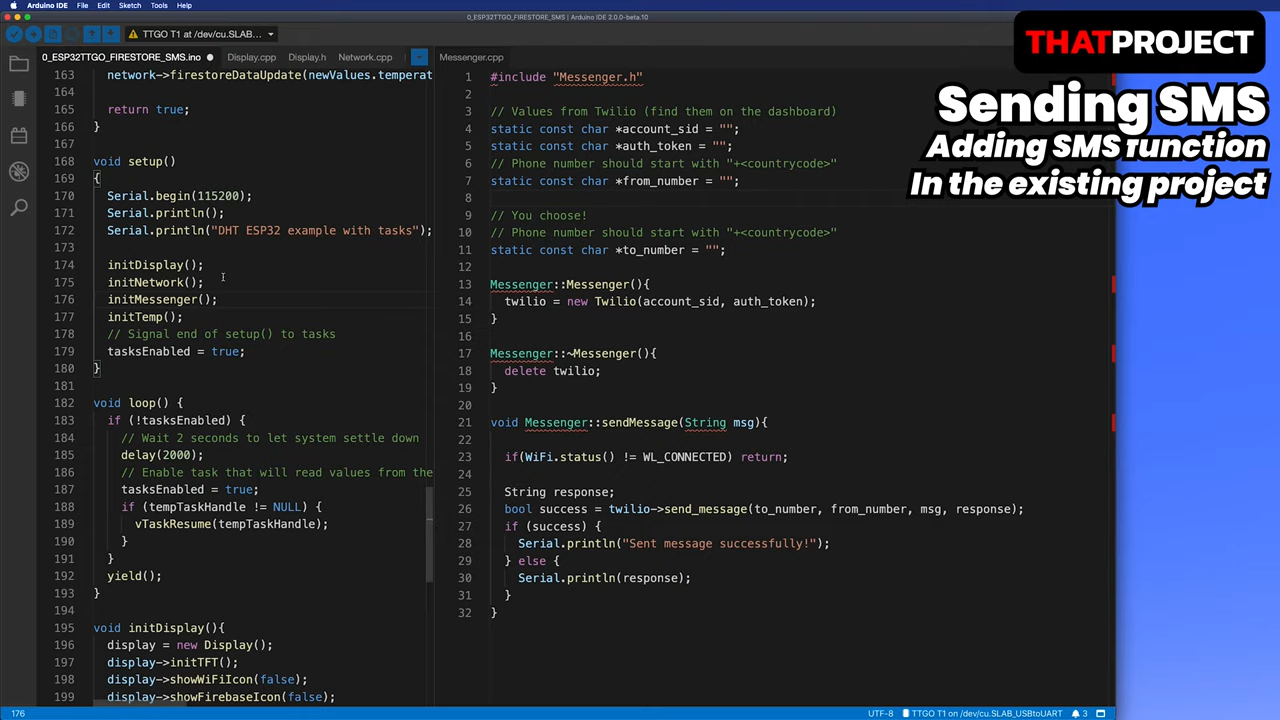 Arduino IDE File Edit Sketch Tools Help
0_ESP32TTGO_FIRESTORE_SMS | Arduino IDE 2.0.0-beta.10
TTGO T1 at /dev/cu.SLAB...
0_ESP32TTGO_FIRESTORE_SMS.ino Display.cpp Display.h Network.cpp
163 network->firestoreDataUpdate(newValues.temperat
164
165 return true;
166 }
167
168 void setup()
169 {
170 Serial.begin(115200);
171 Serial.println();
172 Serial.println("DHT ESP32 example with tasks");
173
174 initDisplay();
175 initNetwork();
176 initMessenger();
177 initTemp();
178 // Signal end of setup() to tasks
179 tasksEnabled = true;
180 }
181
182 void loop() {
183 if (!tasksEnabled) {
184 // Wait 2 seconds to let system settle down
185 delay(2000);
186 // Enable task that will read values from the
187 tasksEnabled = true;
188 if (tempTaskHandle != NULL) {
189 vTaskResume(tempTaskHandle);
190 }
191 }
192 yield();
193 }
194
195 void initDisplay(){
196 display = new Display();
197 display->initTFT();
198 display->showWiFiIcon(false);
199 display->showFirebaseIcon(false);
Messenger.cpp
1 #include "Messenger.h"
2
3 // Values from Twilio (find them on the dashboard)
4 static const char *account_sid = "";
5 static const char *auth_token = "";
6 // Phone number should start with "+<countrycode>"
7 static const char *from_number = "";
8
9 // You choose!
10 // Phone number should start with "+<countrycode>"
11 static const char *to_number = "";
12
13 Messenger::Messenger(){
14 twilio = new Twilio(account_sid, auth_token);
15 }
16
17 Messenger::~Messenger(){
18 delete twilio;
19 }
20
21 void Messenger::sendMessage(String msg){
22
23 if(WiFi.status() != WL_CONNECTED) return;
24
25 String response;
26 bool success = twilio->send_message(to_number, from_number, msg, response);
27 if (success) {
28 Serial.println("Sent message successfully!");
29 } else {
30 Serial.println(response);
31 }
32 }
THATPROJECT
Sending SMS
Adding SMS function
In the existing project
176 UTF-8 TTGO T1 on /dev/cu.SLAB_USBtoUART 3